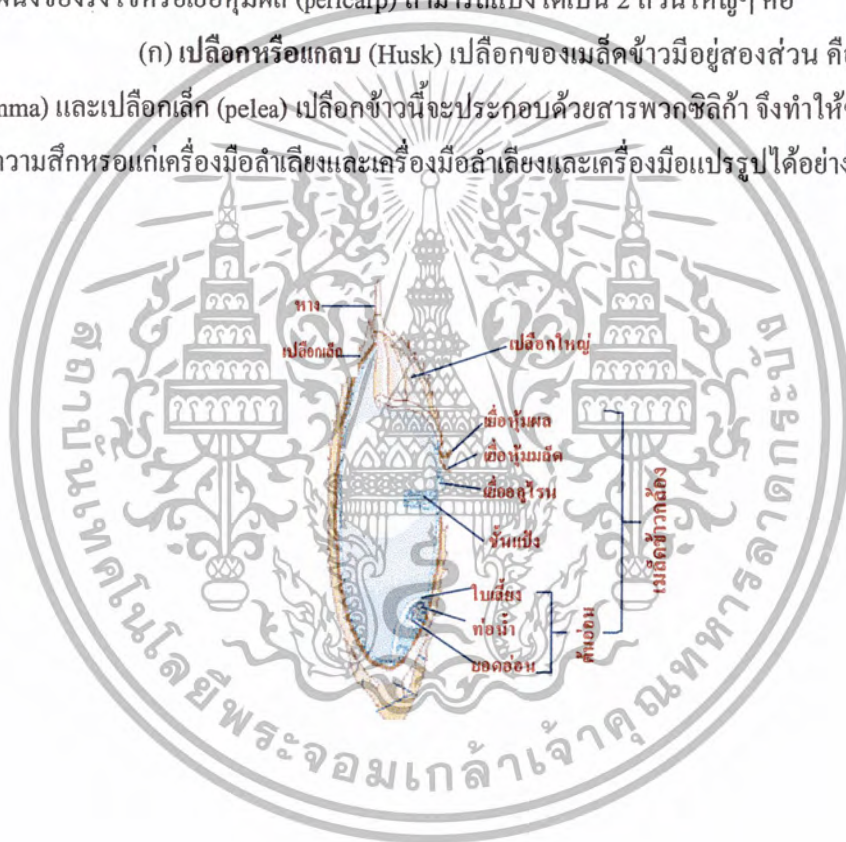 (ก) เปลือกหรือแกลบ (Husk) เปลือกของเมล็ดข้าวมีอยู่สองส่วน
และเปลือกเล็ก (pelea) เปลือกข้าวนี้จะประกอบด้วยสารพวกซิลิก้า
ความสึกหรอแก่เครื่องมือลำเลียงและเครื่องมือลำเลียงและเครื่องมือแปรรูปได้อย่าง
หาง
เปลือกเล็ก
เปลือกใหญ่
เยื่อหุ้มผล
เยื่อหุ้มเมล็ด
เยื่ออลูโรน
ชั้นแป้ง
ใบเลี้ยง
ท่อน้ำ
ยอดอ่อน
ต้นอ่อน
เมล็ดข้าวกล้อง
สถาบันเทคโนโลยีพระจอมเกล้าเจ้าคุณทหารลาดกระบัง